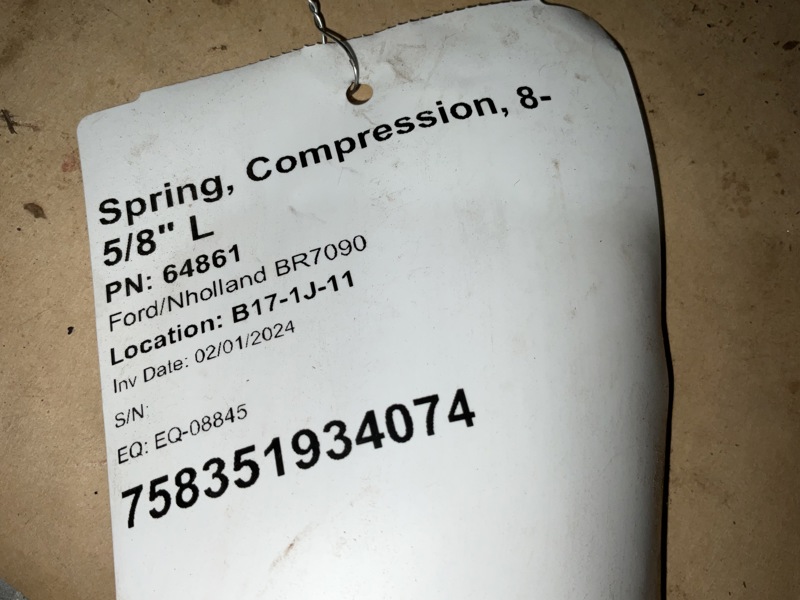 Spring, Compression, 8-
5/8" L
PN: 64861
Ford/Nholland BR7090
Location: B17-1J-11
Inv Date: 02/01/2024
S/N:
EQ: EQ-08845
758351934074